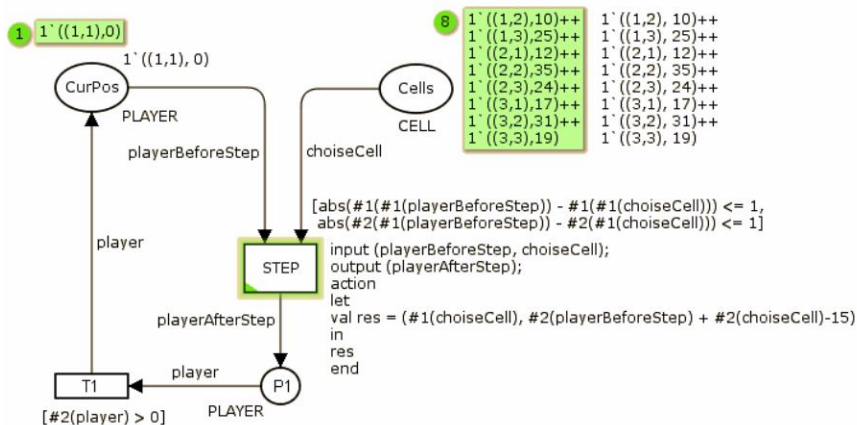 1 1`((1,1),0)
1`((1,1), 0)
CurPos
PLAYER
playerBeforeStep
Cells
CELL
choiseCell
8
1`((1,2),10)++ 1`((1,2), 10)++
1`((1,3),25)++ 1`((1,3), 25)++
1`((2,1),12)++ 1`((2,1), 12)++
1`((2,2),35)++ 1`((2,2), 35)++
1`((2,3),24)++ 1`((2,3), 24)++
1`((3,1),17)++ 1`((3,1), 17)++
1`((3,2),31)++ 1`((3,2), 31)++
1`((3,3),19) 1`((3,3), 19)
[abs(#1(#1(playerBeforeStep)) - #1(#1(choiseCell))) <= 1,
abs(#2(#1(playerBeforeStep)) - #2(#1(choiseCell))) <= 1]
player
STEP
input (playerBeforeStep, choiseCell);
output (playerAfterStep);
action
let
val res = (#1(choiseCell), #2(playerBeforeStep) + #2(choiseCell)-15)
in
res
end
playerAfterStep
T1
player
P1
[#2(player) > 0]
PLAYER